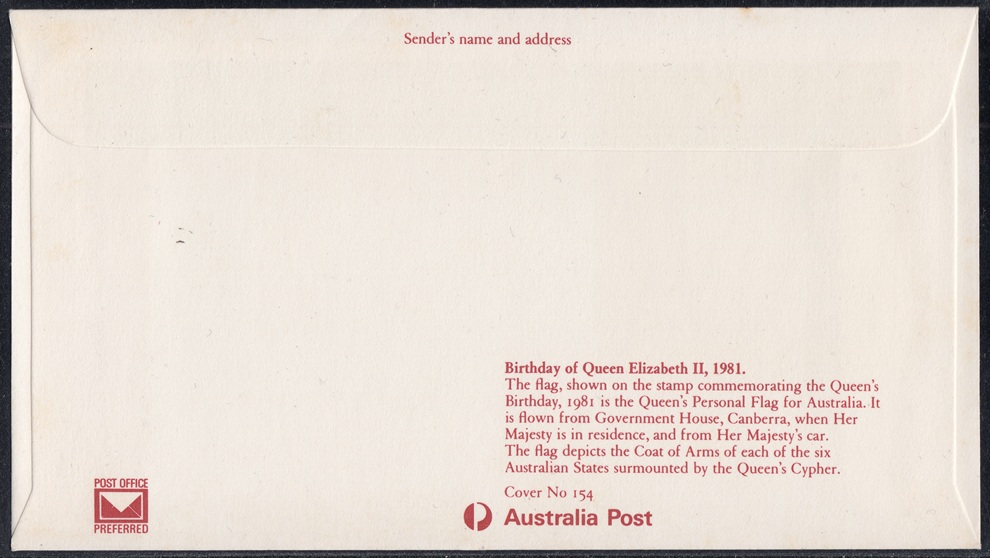 Sender's name and address
Birthday of Queen Elizabeth II, 1981.
The flag, shown on the stamp commemorating the Queen's
Birthday, 1981 is the Queen's Personal Flag for Australia. It
is flown from Government House, Canberra, when Her
Majesty is in residence, and from Her Majesty's car.
The flag depicts the Coat of Arms of each of the six
Australian States surmounted by the Queen's Cypher.
Cover No 154
Australia Post
POST OFFICE
PREFERRED